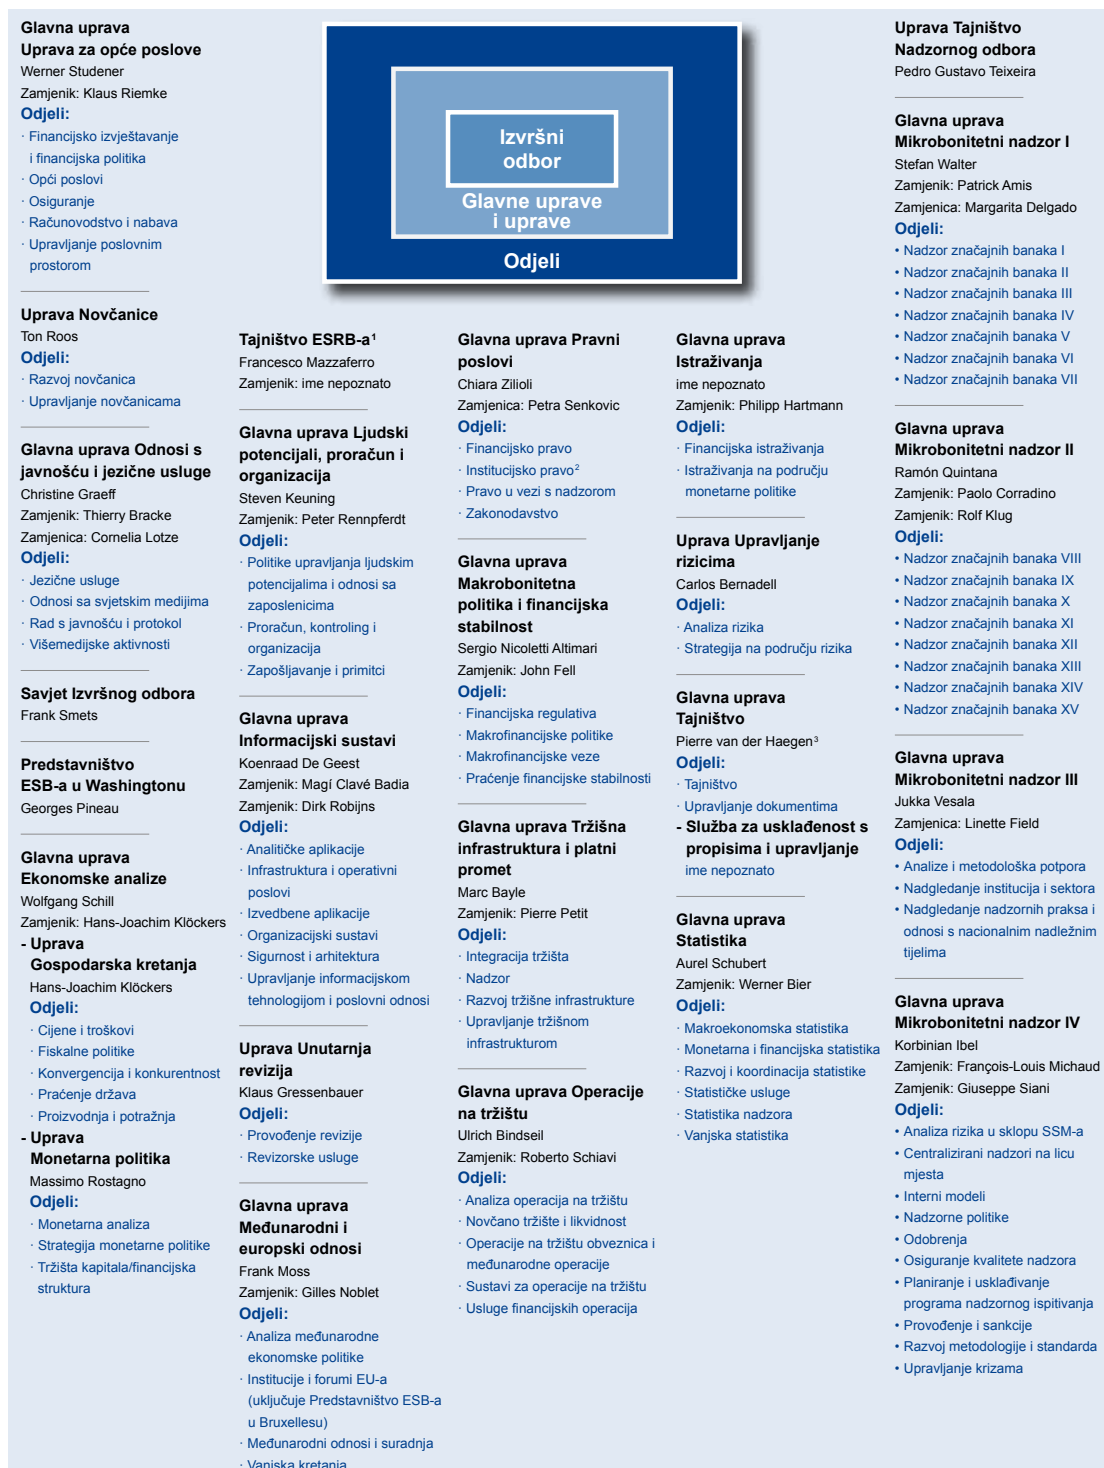 Glavna uprava
Uprava za opće poslove
Werner Studener
Zamjenik: Klaus Riemke
Odjeli:
· Financijsko izvještavanje
i financijska politika
· Opći poslovi
· Osiguranje
· Računovodstvo i nabava
· Upravljanje poslovnim
prostorom
Uprava Novčanice
Ton Roos
Odjeli:
· Razvoj novčanica
· Upravljanje novčanicama
Glavna uprava Odnosi s
javnošću i jezične usluge
Christine Graeff
Zamjenik: Thierry Bracke
Zamjenica: Cornelia Lotze
Odjeli:
· Jezične usluge
· Odnosi sa svjetskim medijima
· Rad s javnošću i protokol
· Višemedijske aktivnosti
Savjet Izvršnog odbora
Frank Smets
Predstavništvo
ESB-a u Washingtonu
Georges Pineau
Glavna uprava
Ekonomske analize
Wolfgang Schill
Zamjenik: Hans-Joachim Klöckers
- Uprava
Gospodarska kretanja
Hans-Joachim Klöckers
Odjeli:
· Cijene i troškovi
· Fiskalne politike
· Konvergencija i konkurentnost
· Praćenje država
· Proizvodnja i potražnja
- Uprava
Monetarna politika
Massimo Rostagno
Odjeli:
· Monetarna analiza
· Strategija monetarne politike
· Tržišta kapitala/financijska
struktura
Izvršni
odbor
Glavne uprave
i uprave
Odjeli
Tajništvo ESRB-a¹
Francesco Mazzaferro
Zamjenik: ime nepoznato
Glavna uprava Ljudski
potencijali, proračun i
organizacija
Steven Keuning
Zamjenik: Peter Rennpferdt
Odjeli:
· Politike upravljanja ljudskim
potencijalima i odnosi sa
zaposlenicima
· Proračun, kontroling i
organizacija
· Zapošljavanje i primitci
Glavna uprava
Informacijski sustavi
Koenraad De Geest
Zamjenik: Magí Clavé Badia
Zamjenik: Dirk Robijns
Odjeli:
· Analitičke aplikacije
· Infrastruktura i operativni
poslovi
· Izvedbene aplikacije
· Organizacijski sustavi
· Sigurnost i arhitektura
· Upravljanje informacijskom
tehnologijom i poslovni odnosi
Uprava Unutarnja
revizija
Klaus Gressenbauer
Odjeli:
· Provođenje revizije
· Revizorske usluge
Glavna uprava
Međunarodni i
europski odnosi
Frank Moss
Zamjenik: Gilles Noblet
Odjeli:
· Analiza međunarodne
ekonomske politike
· Institucije i forumi EU-a
(uključuje Predstavništvo ESB-a
u Bruxellesu)
· Međunarodni odnosi i suradnja
· Vanjska kretanja
Glavna uprava Pravni
poslovi
Chiara Zilioli
Zamjenica: Petra Senkovic
Odjeli:
· Financijsko pravo
· Institucijsko pravo²
· Pravo u vezi s nadzorom
· Zakonodavstvo
Glavna uprava
Makrobonitetna
politika i financijska
stabilnost
Sergio Nicoletti Altimari
Zamjenik: John Fell
Odjeli:
· Financijska regulativa
· Makrofinancijske politike
· Makrofinancijske veze
· Praćenje financijske stabilnosti
Glavna uprava Tržišna
infrastruktura i platni
promet
Marc Bayle
Zamjenik: Pierre Petit
Odjeli:
· Integracija tržišta
· Nadzor
· Razvoj tržišne infrastrukture
· Upravljanje tržišnom
infrastrukturom
Glavna uprava Operacije
na tržištu
Ulrich Bindseil
Zamjenik: Roberto Schiavi
Odjeli:
· Analiza operacija na tržištu
· Novčano tržište i likvidnost
· Operacije na tržištu obveznica i
međunarodne operacije
· Sustavi za operacije na tržištu
· Usluge financijskih operacija
Glavna uprava
Istraživanja
ime nepoznato
Zamjenik: Philipp Hartmann
Odjeli:
· Financijska istraživanja
· Istraživanja na području
monetarne politike
Uprava Upravljanje
rizicima
Carlos Bernadell
Odjeli:
· Analiza rizika
· Strategija na području rizika
Glavna uprava
Tajništvo
Pierre van der Haegen³
Odjeli:
· Tajništvo
· Upravljanje dokumentima
- Služba za usklađenost s
propisima i upravljanje
ime nepoznato
Glavna uprava
Statistika
Aurel Schubert
Zamjenik: Werner Bier
Odjeli:
· Makroekonomska statistika
· Monetarna i financijska statistika
· Razvoj i koordinacija statistike
· Statističke usluge
· Statistika nadzora
· Vanjska statistika
Uprava Tajništvo
Nadzornog odbora
Pedro Gustavo Teixeira
Glavna uprava
Mikrobonitetni nadzor I
Stefan Walter
Zamjenik: Patrick Amis
Zamjenica: Margarita Delgado
Odjeli:
• Nadzor značajnih banaka I
• Nadzor značajnih banaka II
• Nadzor značajnih banaka III
• Nadzor značajnih banaka IV
• Nadzor značajnih banaka V
• Nadzor značajnih banaka VI
• Nadzor značajnih banaka VII
Glavna uprava
Mikrobonitetni nadzor II
Ramón Quintana
Zamjenik: Paolo Corradino
Zamjenik: Rolf Klug
Odjeli:
• Nadzor značajnih banaka VIII
• Nadzor značajnih banaka IX
• Nadzor značajnih banaka X
• Nadzor značajnih banaka XI
• Nadzor značajnih banaka XII
• Nadzor značajnih banaka XIII
• Nadzor značajnih banaka XIV
• Nadzor značajnih banaka XV
Glavna uprava
Mikrobonitetni nadzor III
Jukka Vesala
Zamjenica: Linette Field
Odjeli:
• Analize i metodološka potpora
• Nadgledanje institucija i sektora
• Nadgledanje nadzornih praksa i
odnosi s nacionalnim nadležnim
tijelima
Glavna uprava
Mikrobonitetni nadzor IV
Korbinian Ibel
Zamjenik: François-Louis Michaud
Zamjenik: Giuseppe Siani
Odjeli:
• Analiza rizika u sklopu SSM-a
• Centralizirani nadzori na licu
mjesta
• Interni modeli
• Nadzorne politike
• Odobrenja
• Osiguranje kvalitete nadzora
• Planiranje i usklađivanje
programa nadzornog ispitivanja
• Provođenje i sankcije
• Razvoj metodologije i standarda
• Upravljanje krizama